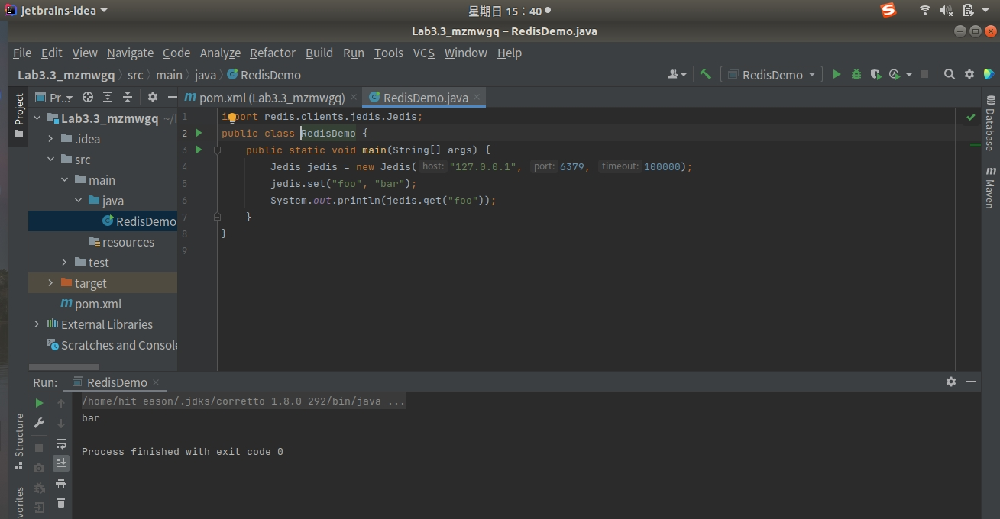 jetbrains-idea
星期日 15：40
Lab3.3_mzmwgq – RedisDemo.java
File Edit View Navigate Code Analyze Refactor Build Run Tools VCS Window Help
Lab3.3_mzmwgq src main java RedisDemo
RedisDemo
Project
Pr...
pom.xml (Lab3.3_mzmwgq)
RedisDemo.java
Lab3.3_mzmwgq
.idea
src
main
java
RedisDemo
resources
test
target
pom.xml
External Libraries
Scratches and Console
1 import redis.clients.jedis.Jedis;
2 public class RedisDemo {
3 public static void main(String[] args) {
4 Jedis jedis = new Jedis( host: "127.0.0.1", port: 6379, timeout: 100000);
5 jedis.set("foo", "bar");
6 System.out.println(jedis.get("foo"));
7 }
8 }
9
Database
Maven
Run: RedisDemo
/home/hit-eason/.jdks/corretto-1.8.0_292/bin/java ...
bar
Process finished with exit code 0
Structure
vorites